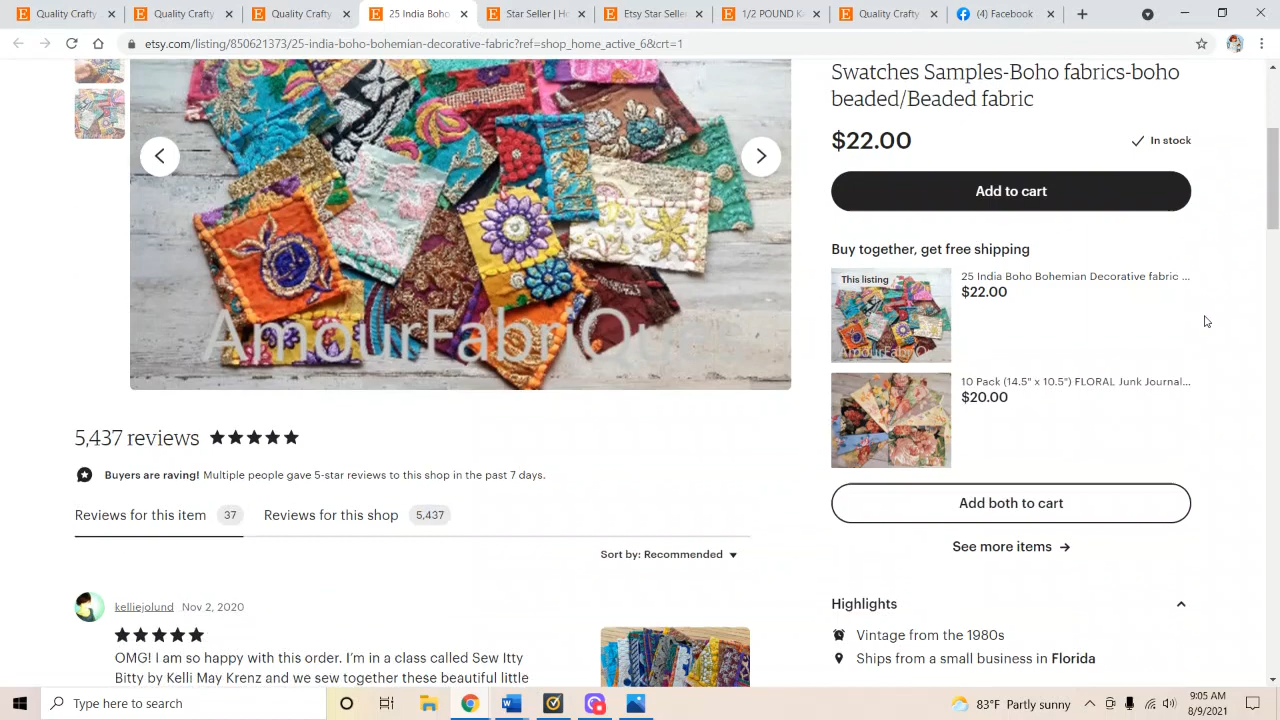 Quality Crafty
Quality Crafty
Quality Crafty
25 India Boho
Star Seller | H
Etsy Star Selle
1/2 POUND K
Quality Crafty
(4) Facebook
etsy.com/listing/850621373/25-india-boho-bohemian-decorative-fabric?ref=shop_home_active_6&crt=1
Swatches Samples-Boho fabrics-boho
beaded/Beaded fabric
$22.00
In stock
Add to cart
Buy together, get free shipping
This listing
25 India Boho Bohemian Decorative fabric ...
$22.00
AmourFabriQu
10 Pack (14.5" x 10.5") FLORAL Junk Journal...
$20.00
Add both to cart
See more items
Highlights
Vintage from the 1980s
Ships from a small business in Florida
AmourFabriQu
5,437 reviews
Buyers are raving! Multiple people gave 5-star reviews to this shop in the past 7 days.
Reviews for this item 37 Reviews for this shop 5,437
Sort by: Recommended
kelliejolund Nov 2, 2020
OMG! I am so happy with this order. I'm in a class called Sew Itty
Bitty by Kelli May Krenz and we sew together these beautiful little
Type here to search
83°F Partly sunny
9:05 AM
8/9/2021